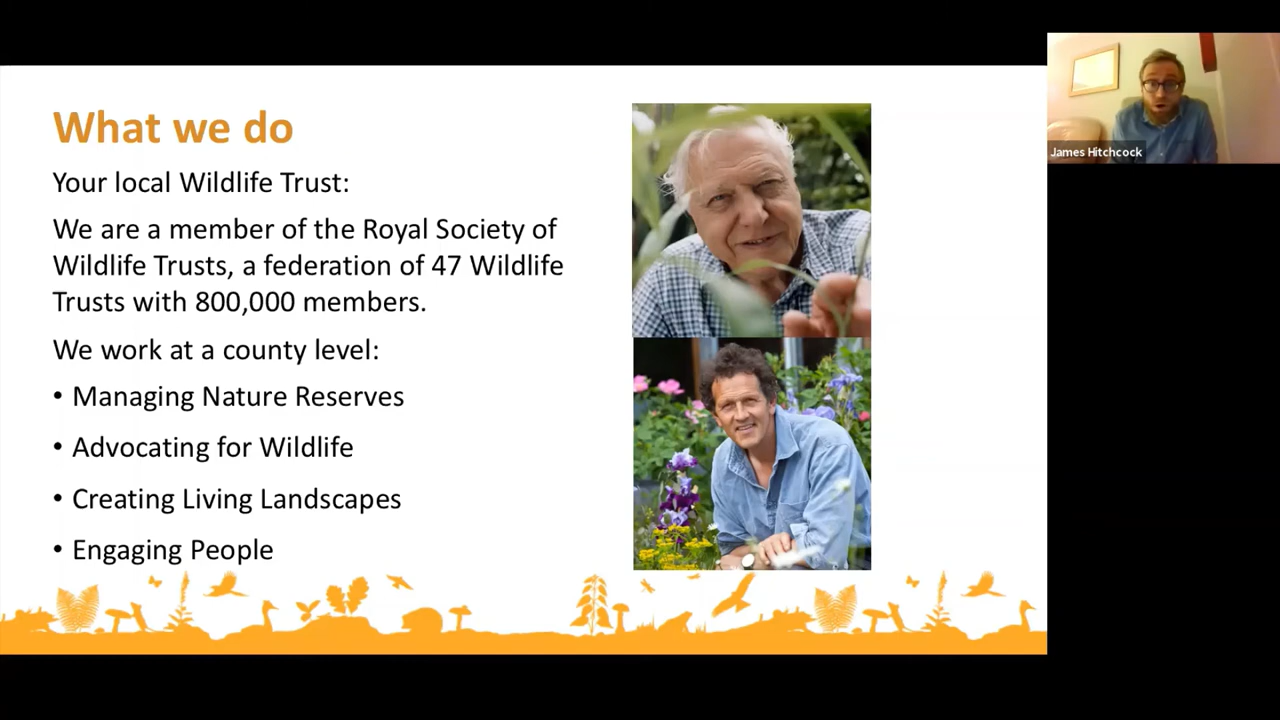 What we do
Your local Wildlife Trust:
We are a member of the Royal Society of
Wildlife Trusts, a federation of 47 Wildlife
Trusts with 800,000 members.
We work at a county level:
• Managing Nature Reserves
• Advocating for Wildlife
• Creating Living Landscapes
• Engaging People
James Hitchcock